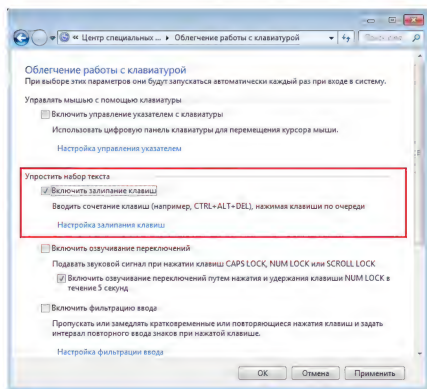 « Центр специальных ... ▸ Облегчение работы с клавиатурой
Облегчение работы с клавиатурой
При выборе этих параметров они будут запускаться автоматически каждый раз при входе в систему.
Управлять мышью с помощью клавиатуры
Включить управление указателем с клавиатуры
Использовать цифровую панель клавиатуры для перемещения курсора мыши.
Настройка управления указателем
Упростить набор текста
Включить залипание клавиш
Вводить сочетание клавиш (например, CTRL+ALT+DEL), нажимая клавиши по очереди
Настройка залипания клавиш
Включить озвучивание переключений
Подавать звуковой сигнал при нажатии клавиш CAPS LOCK, NUM LOCK или SCROLL LOCK
Включить озвучивание переключений путем нажатия и удержания клавиши NUM LOCK в
течение 5 секунд
Включить фильтрацию ввода
Пропускать или замедлять кратковременные или повторяющиеся нажатия клавиш и задать
интервал повторного ввода знаков при нажатой клавише.
Настройка фильтрации ввода
ОК Отмена Применить